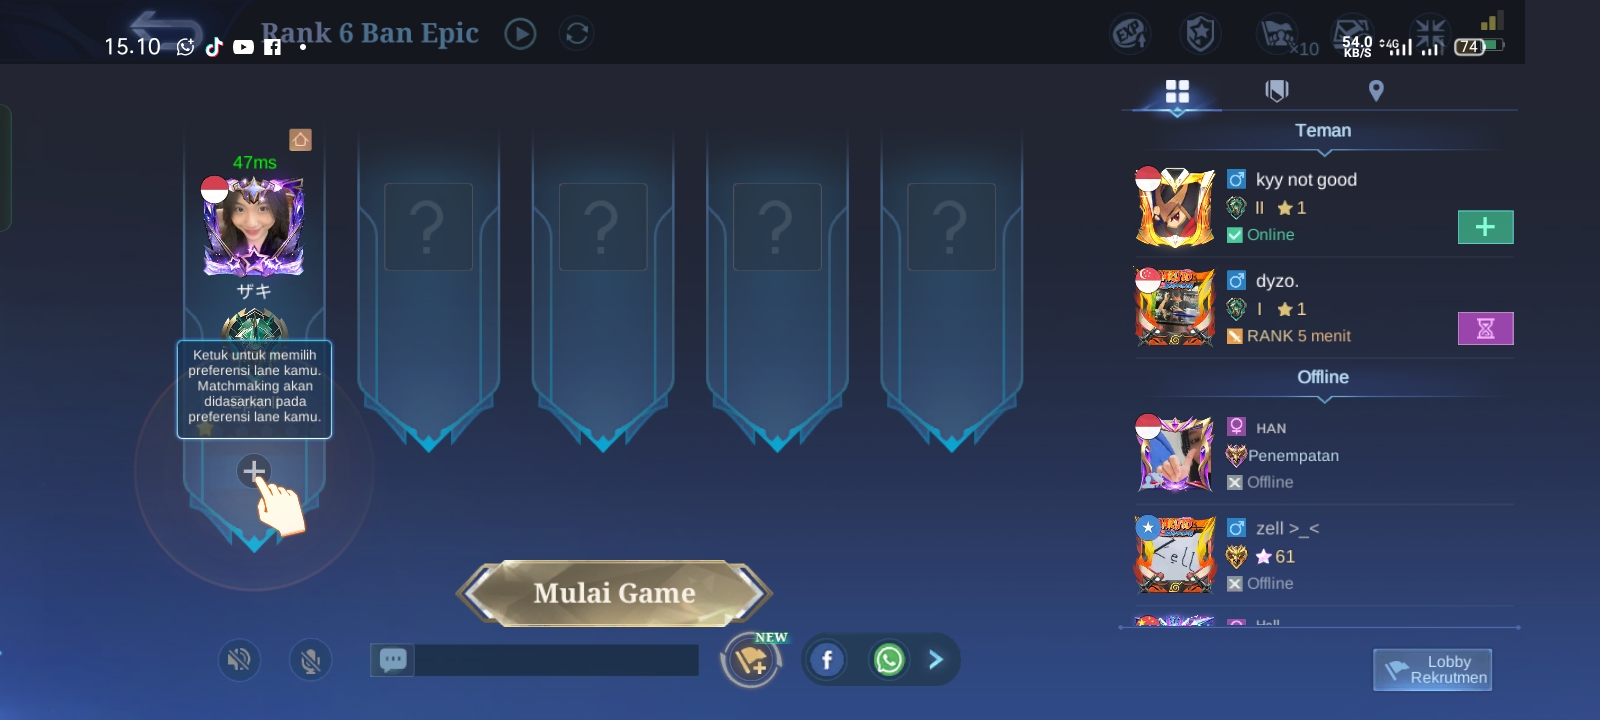 Rank 6 Ban Epic
15.10
×10
54.0
KB/S
4G
74
Teman
47ms
kyy not good
II 1
Online
dyzo.
I 1
RANK 5 menit
ザキ
Ketuk untuk memilih
preferensi lane kamu.
Matchmaking akan
didasarkan pada
preferensi lane kamu.
Offline
HAN
Penempatan
Offline
zell >_<
61
Offline
Mulai Game
NEW
Lobby
Rekrutmen